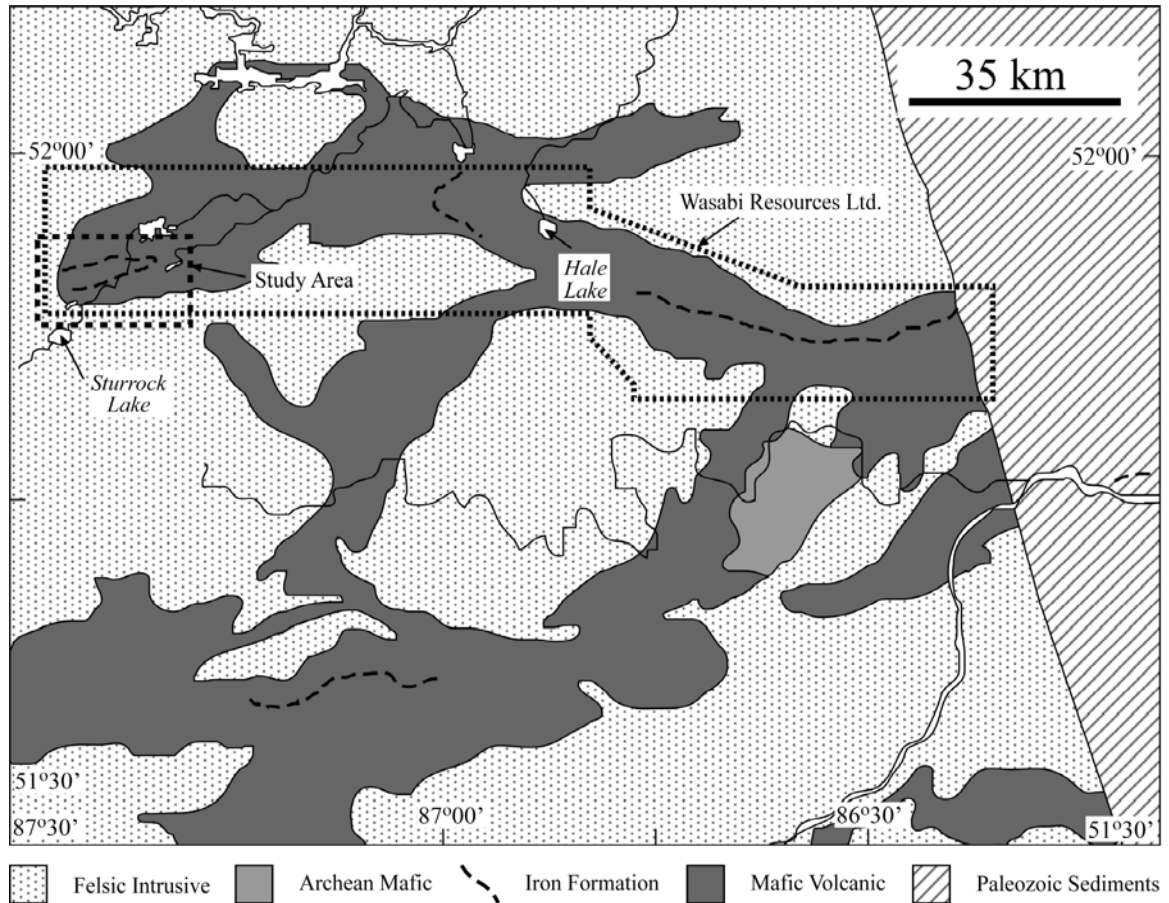 35 km
52º00’
52º00’
Wasabi Resources Ltd.
Study Area
Hale
Lake
Sturrock
Lake
51º30’
87º30’
87º00’
86º30’
51º30’
Felsic Intrusive
Archean Mafic
Iron Formation
Mafic Volcanic
Paleozoic Sediments